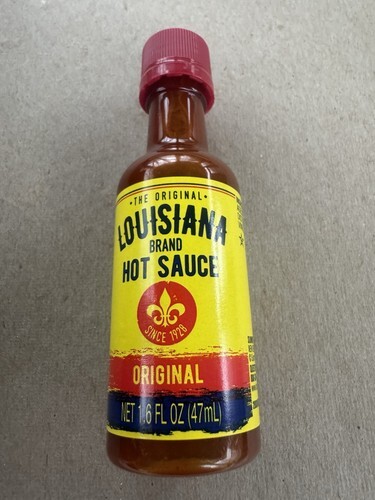 • THE ORIGINAL •
LOUISIANA
BRAND
HOT SAUCE
SINCE 1928
ORIGINAL
NET 1.6 FL OZ (47mL)